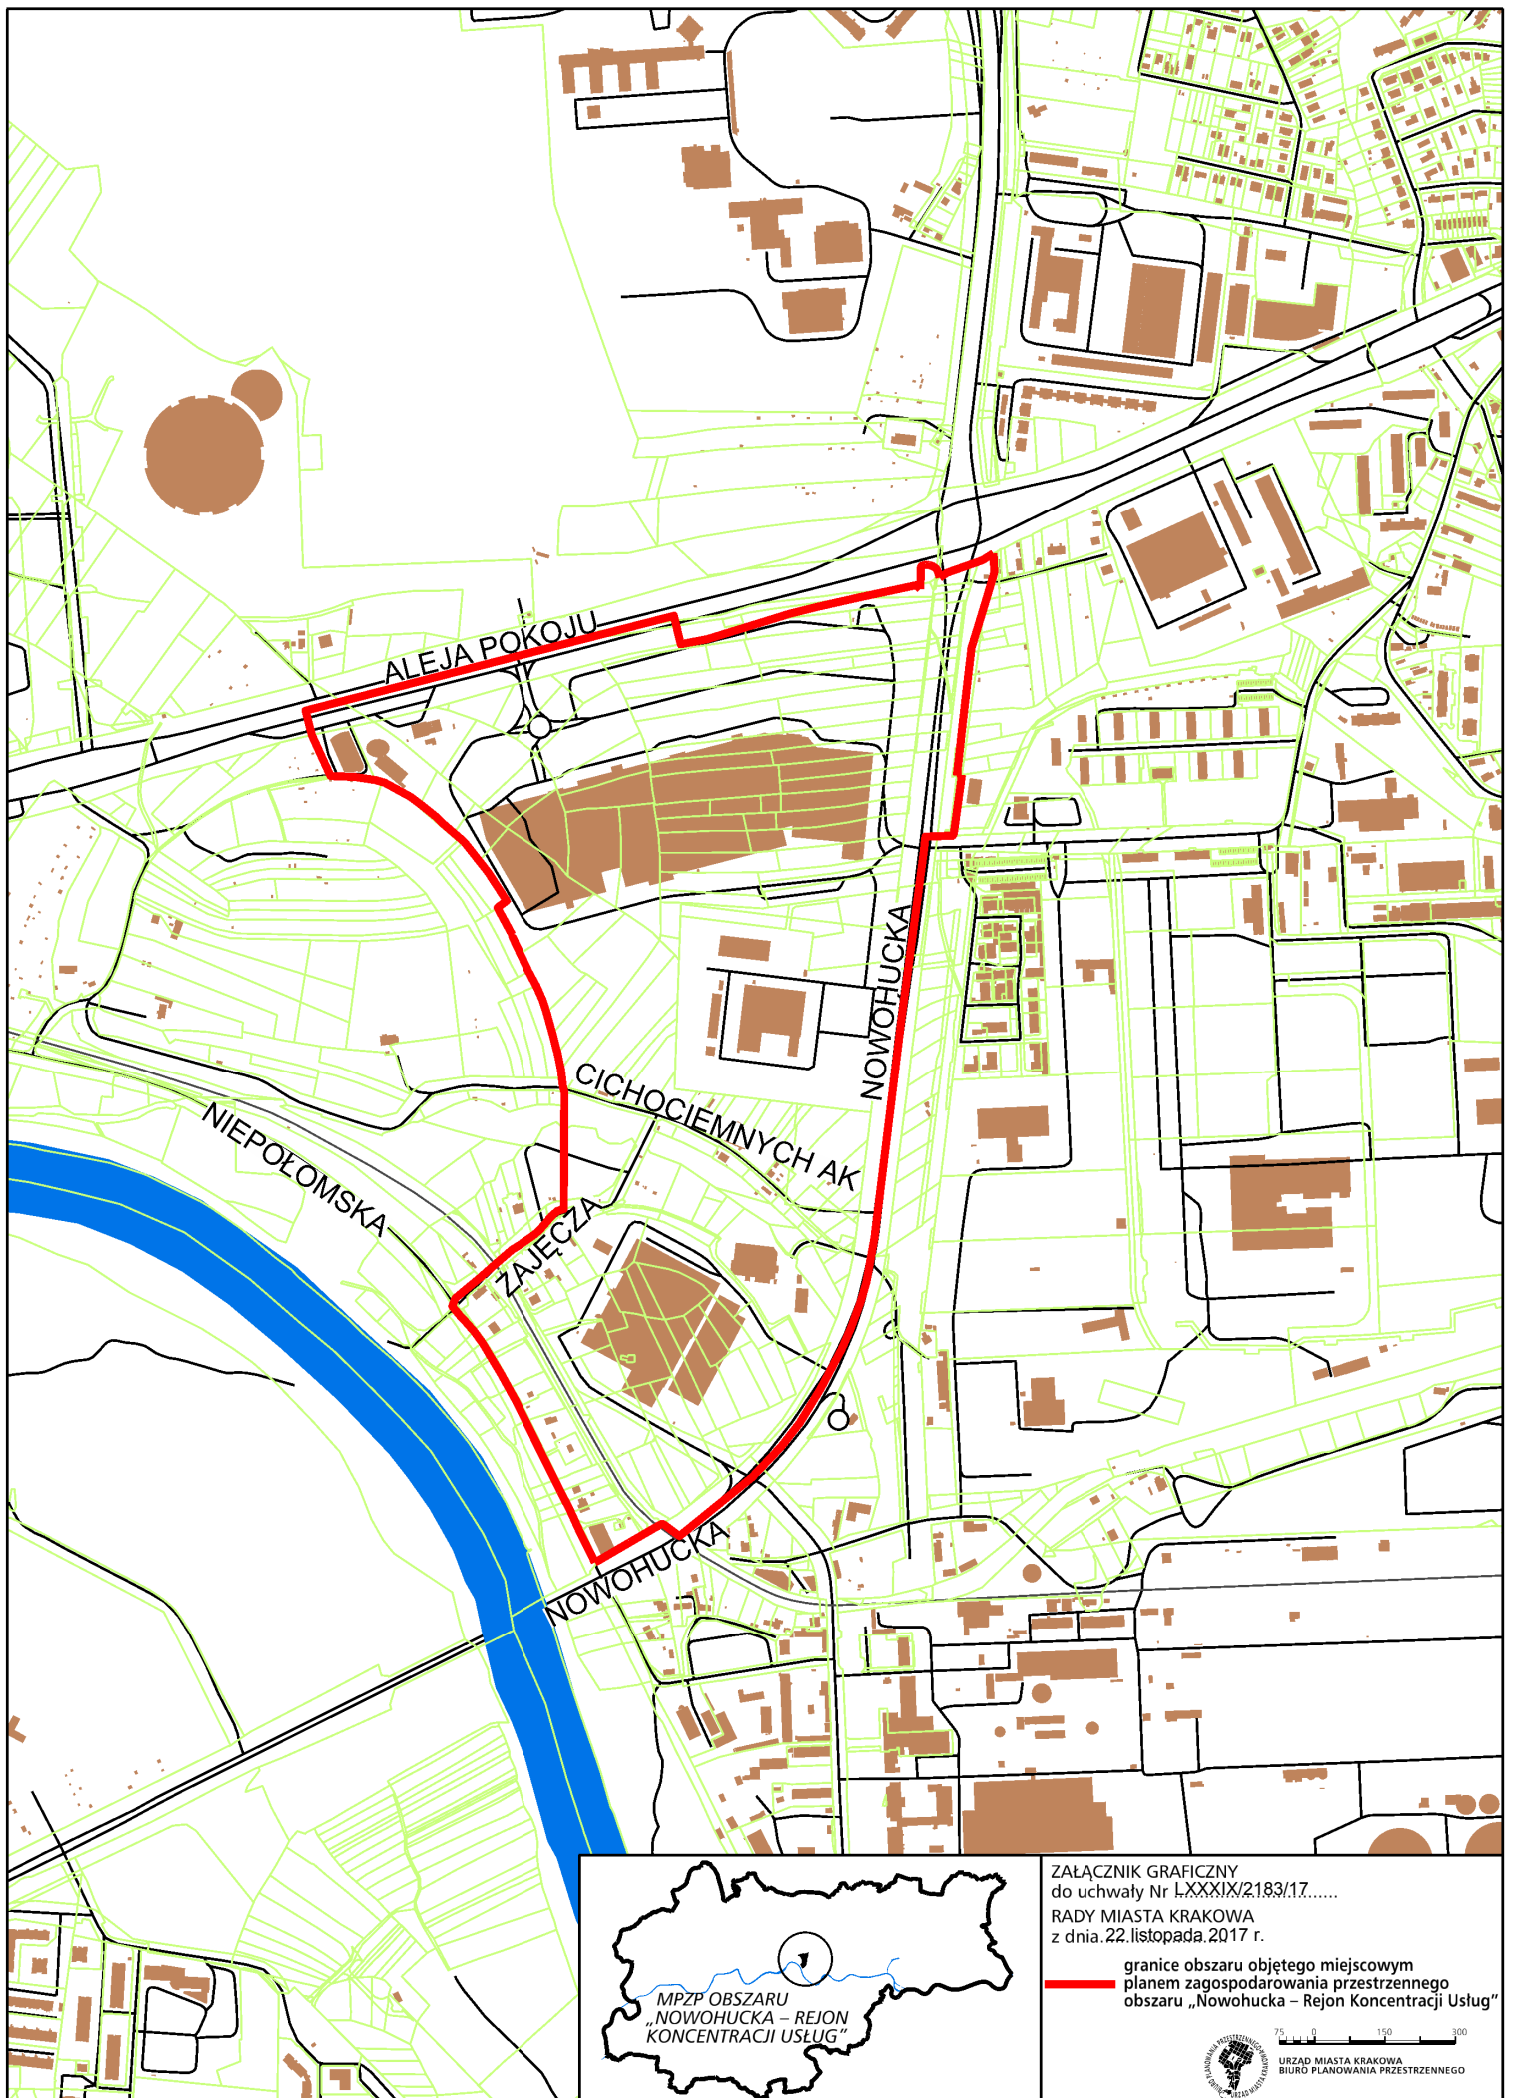 ALEJA POKOJU
NOWOHUCKA
CICHOCIEMNYCH AK
NIEPOŁOMSKA
ZAJĘCZA
NOWOHUCKA
MPZP OBSZARU
„NOWOHUCKA – REJON
KONCENTRACJI USŁUG”
ZAŁĄCZNIK GRAFICZNY
do uchwały Nr LXXXIX/2183/17......
RADY MIASTA KRAKOWA
z dnia.22 listopada 2017 r.
granice obszaru objętego miejscowym
planem zagospodarowania przestrzennego
obszaru „Nowohucka – Rejon Koncentracji Usług”
75 0 150 300
URZĄD MIASTA KRAKOWA
BIURO PLANOWANIA PRZESTRZENNEGO